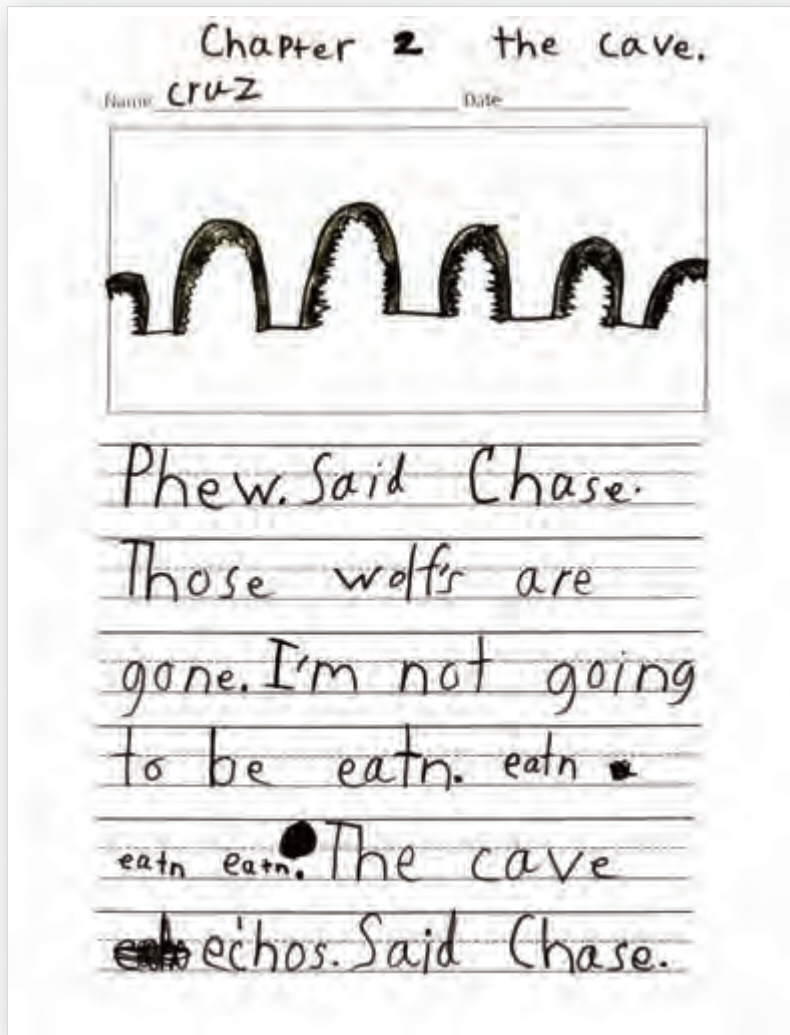 Chapter 2 the cave.
Name cruz Date
Phew. Said Chase.
Those wolf's are
gone. I'm not going
to be eatn. eatn
eatn eatn. The cave
echos. Said Chase.